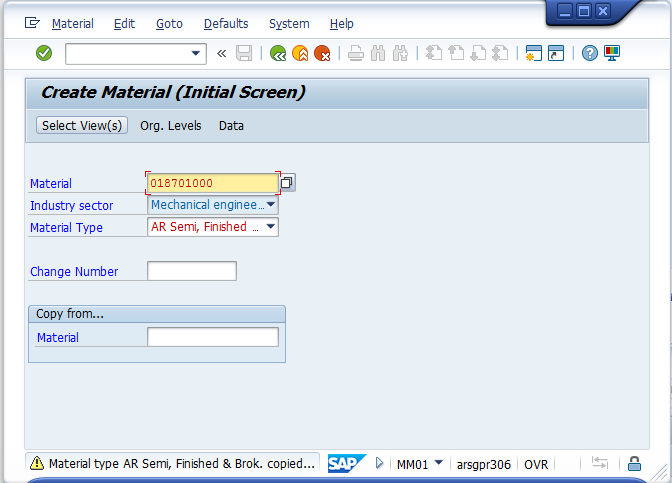 Material Edit Goto Defaults System Help
Create Material (Initial Screen)
Select View(s) Org. Levels Data
Material 018701000
Industry sector Mechanical enginee...
Material Type AR Semi, Finished ...
Change Number
Copy from...
Material
Material type AR Semi, Finished & Brok. copied... SAP MM01 arsgpr306 OVR